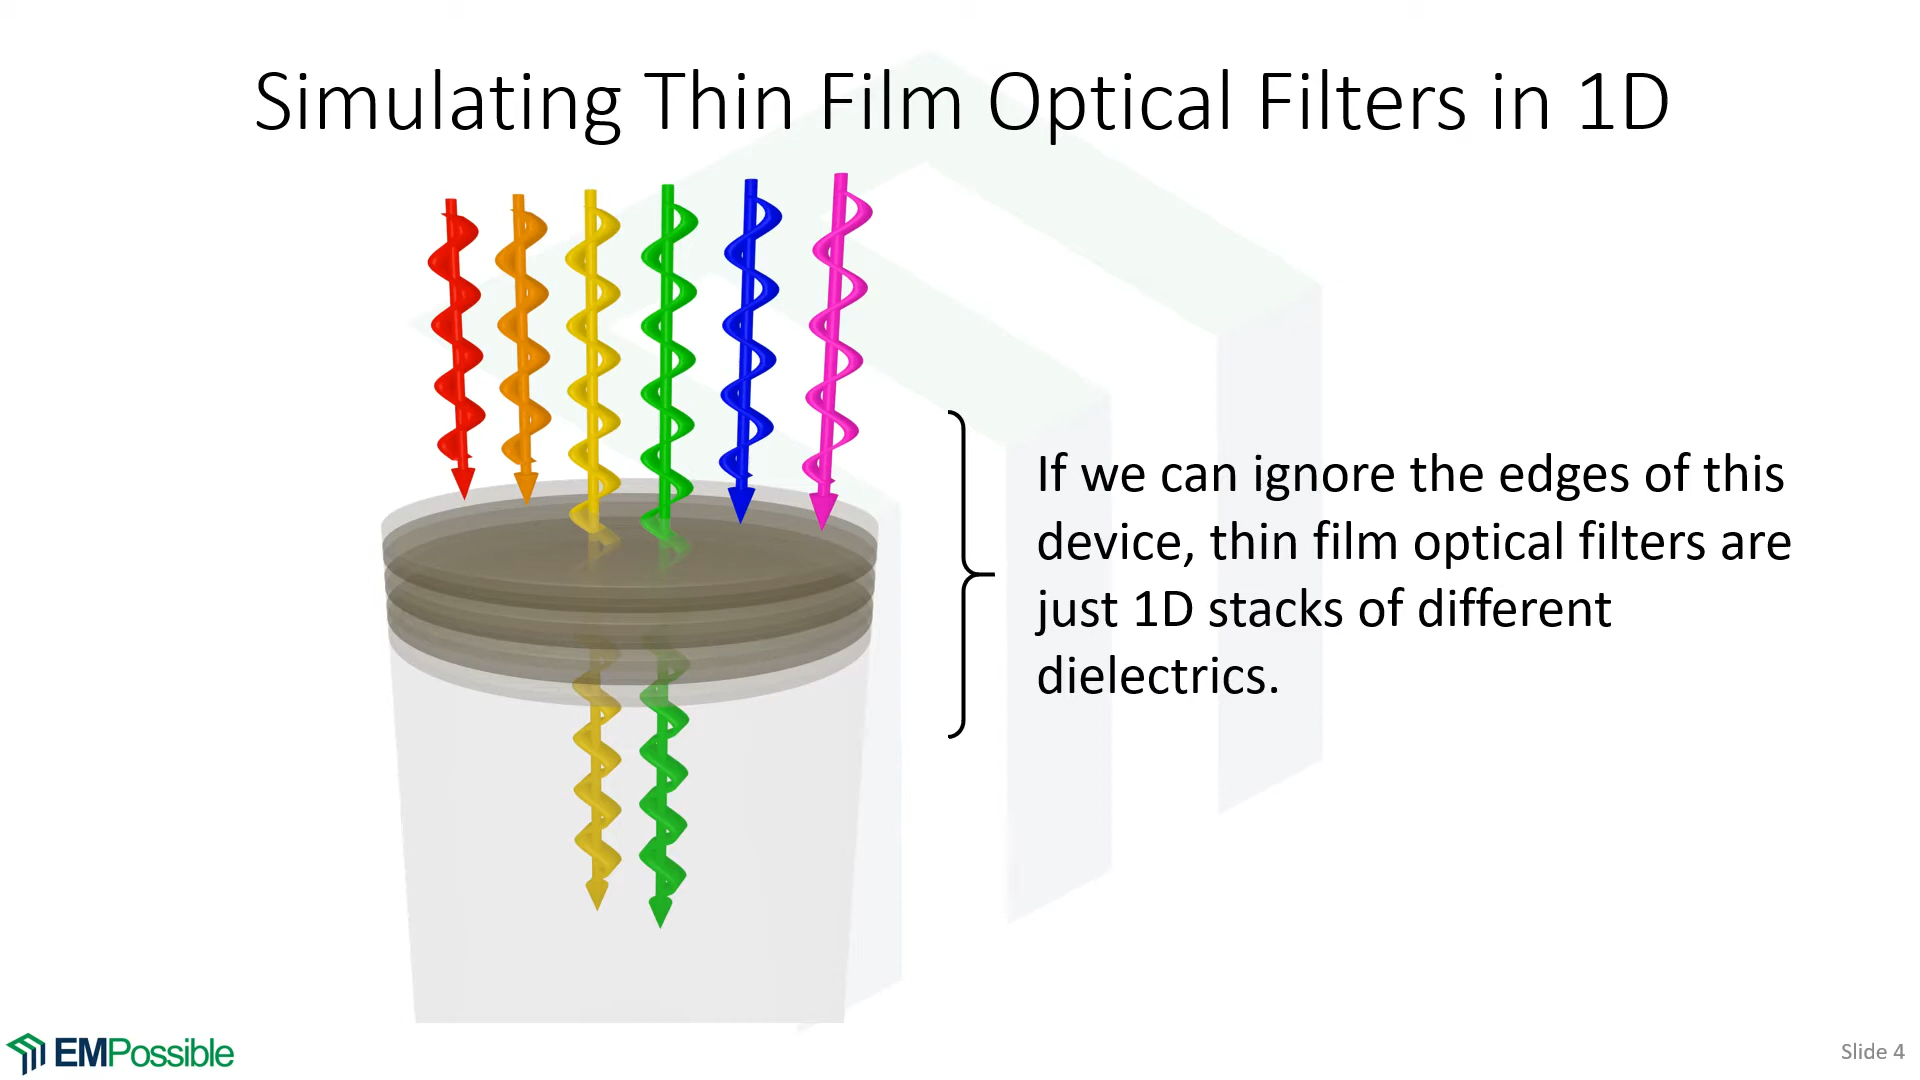 Simulating Thin Film Optical Filters in 1D
If we can ignore the edges of this
device, thin film optical filters are
just 1D stacks of different
dielectrics.
EMPossible
Slide 4